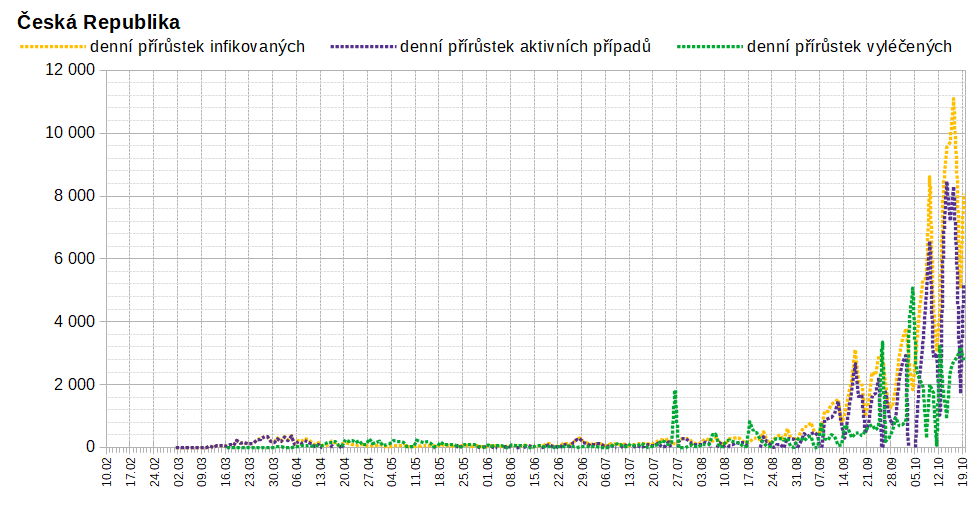 Česká Republika
denní přírůstek infikovaných denní přírůstek aktivních případů denní přírůstek vyléčených
12 000
10 000
8 000
6 000
4 000
2 000
0
10.02 17.02 24.02 02.03 09.03 16.03 23.03 30.03 06.04 13.04 20.04 27.04 04.05 11.05 18.05 25.05 01.06 08.06 15.06 22.06 29.06 06.07 13.07 20.07 27.07 03.08 10.08 17.08 24.08 31.08 07.09 14.09 21.09 28.09 05.10 12.10 19.10